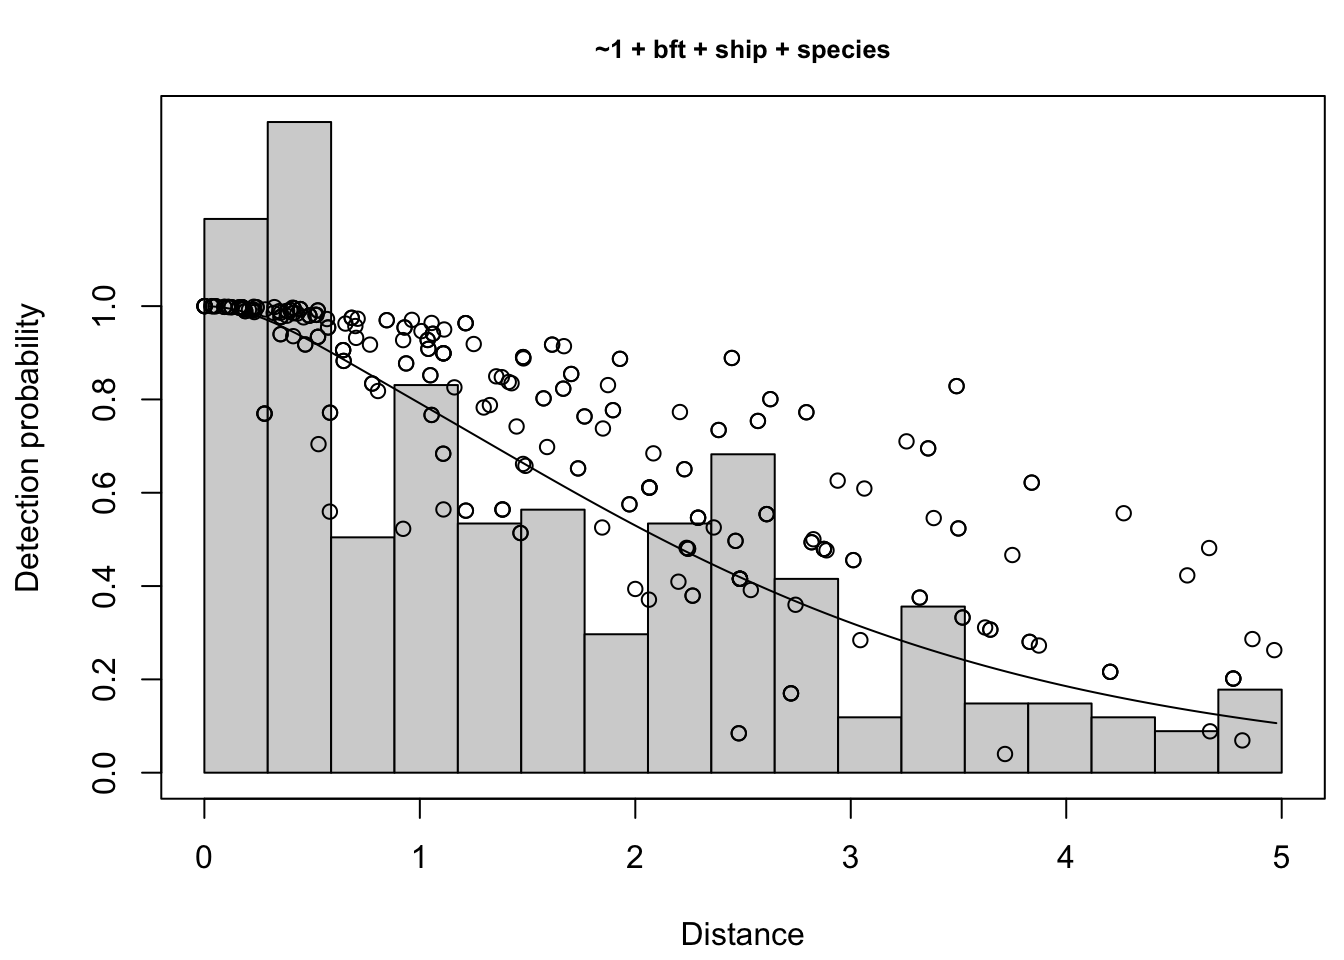 ~1 + bft + ship + species
Detection probability
1.0
0.8
0.6
0.4
0.2
0.0
0 1 2 3 4 5
Distance